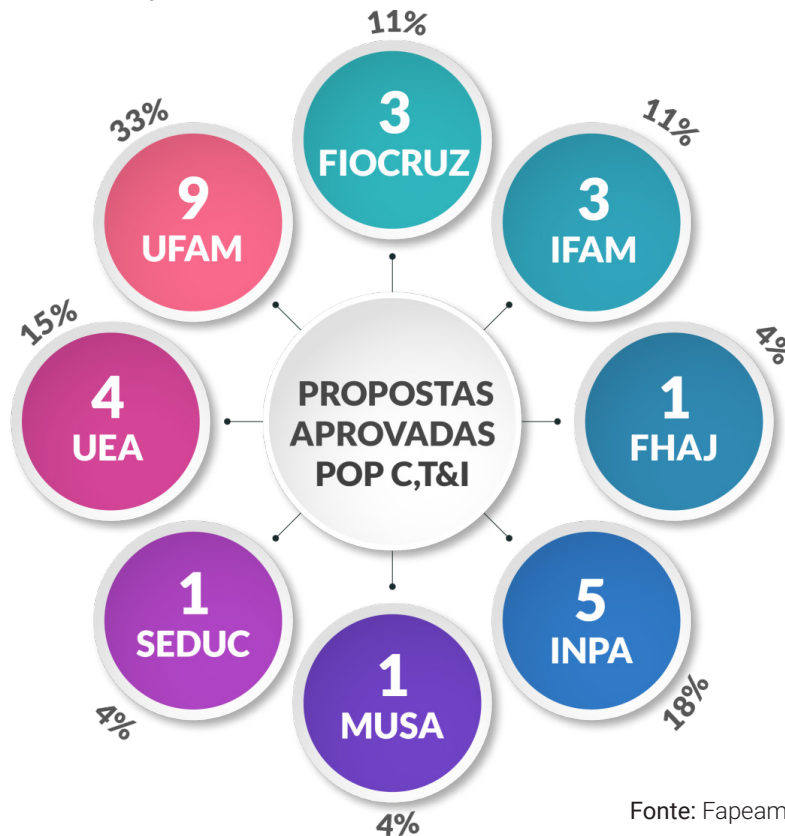 11%
3
FIOCRUZ
11%
3
IFAM
4%
1
FHAJ
5
INPA
18%
1
MUSA
4%
1
SEDUC
4%
15%
4
UEA
33%
9
UFAM
PROPOSTAS
APROVADAS
POP C,T&I
Fonte: Fapeam